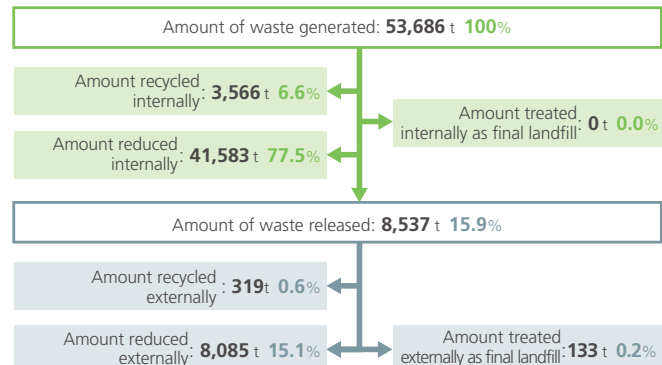 Amount of waste generated: 53,686 t 100%
Amount recycled
internally: 3,566 t 6.6%
Amount treated
internally as final landfill: 0 t 0.0%
Amount reduced
internally: 41,583 t 77.5%
Amount of waste released: 8,537 t 15.9%
Amount recycled
externally : 319t 0.6%
Amount reduced
externally: 8,085 t 15.1%
Amount treated
externally as final landfill:133 t 0.2%